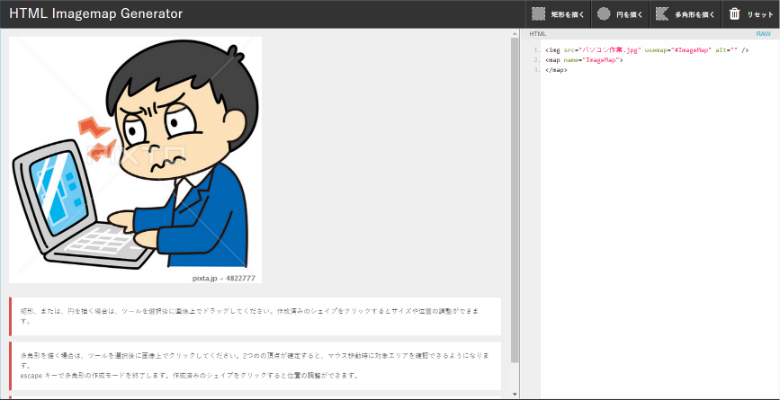 HTML Imagemap Generator
矩形を描く
円を描く
多角形を描く
リセット
HTML
RAW
1. <img src="パソコン作業.jpg" usemap="#ImageMap" alt="" />
2. <map name="ImageMap">
3. </map>
PIXTA
pixta.jp - 4822777
矩形、または、円を描く場合は、ツールを選択後に画像上でドラッグしてください。作成済みのシェイプをクリックするとサイズや位置の調整ができま
す。
多角形を描く場合は、ツールを選択後に画像上でクリックしてください。2つめの頂点が確定すると、マウス移動時に対象エリアを確認できるようになりま
す。
escape キーで多角形の作成モードを終了します。作成済みのシェイプをクリックすると位置の調整ができます。